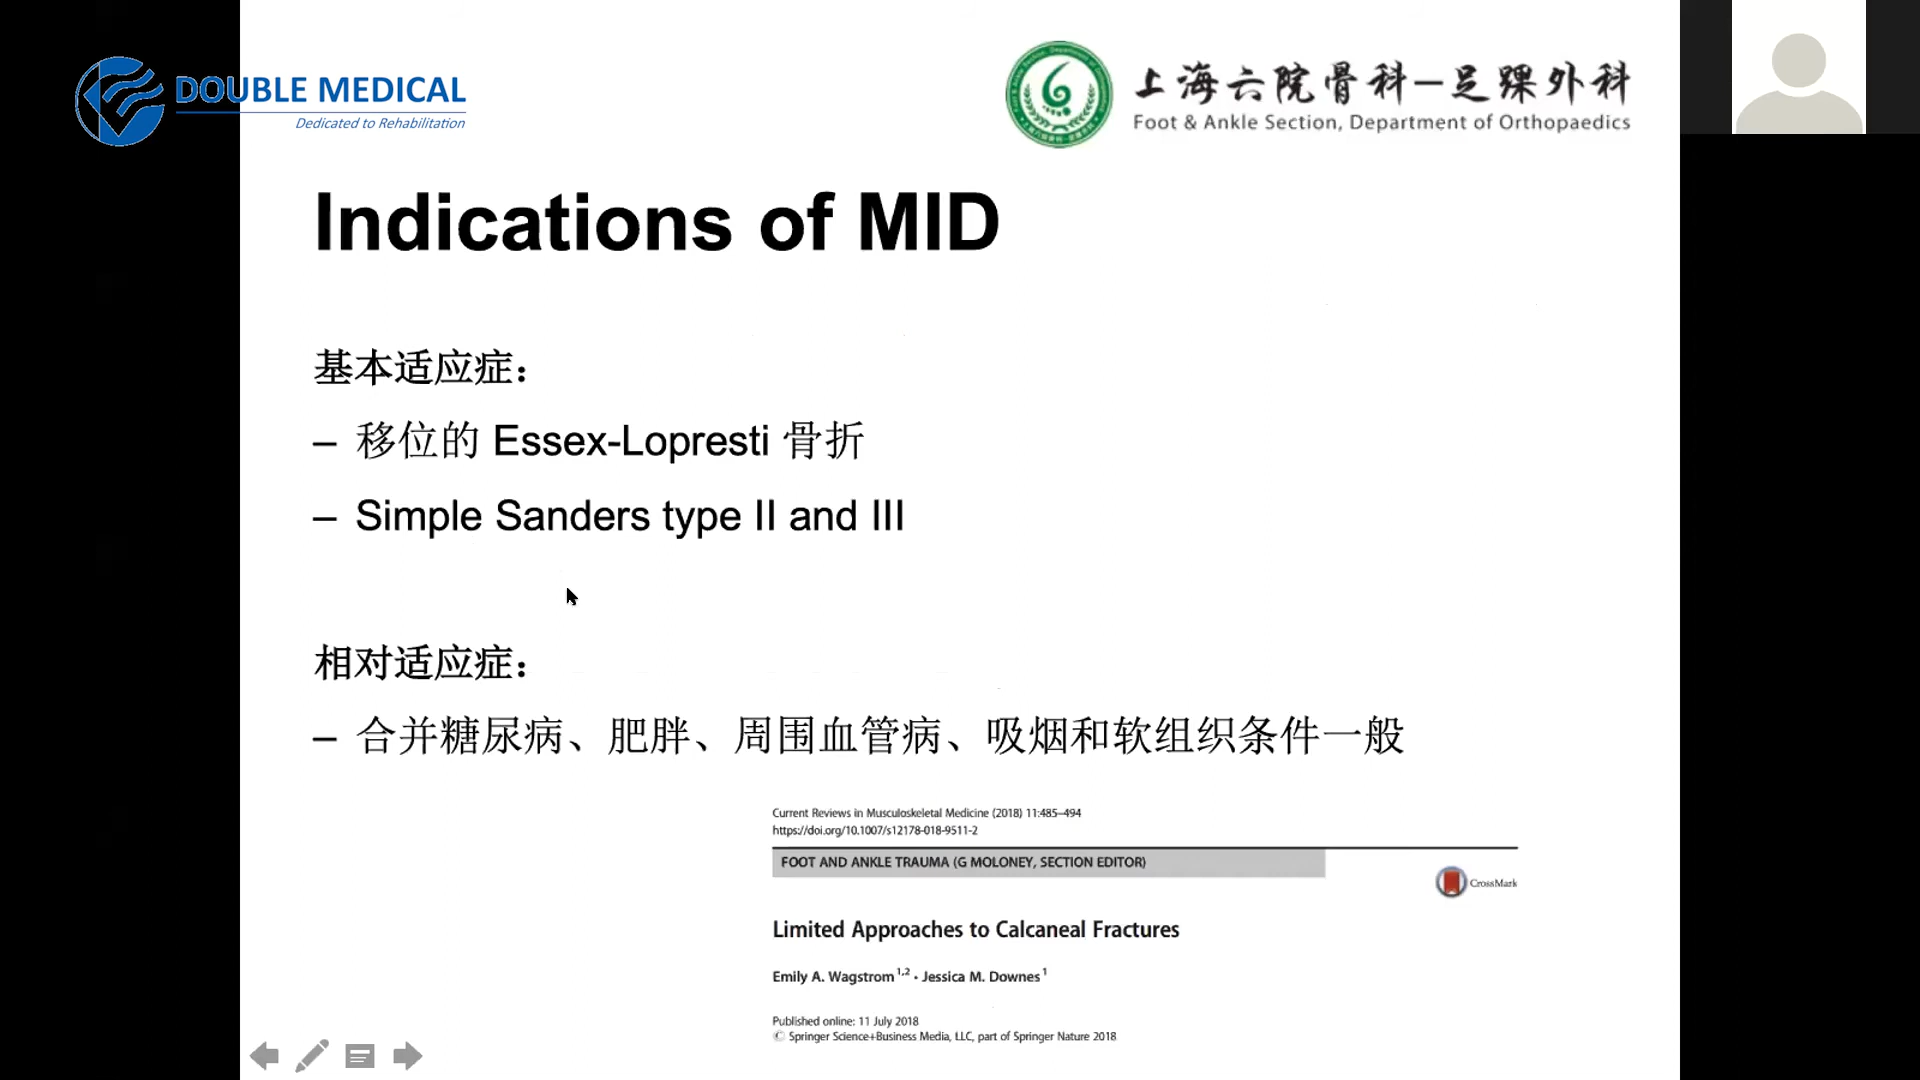 DOUBLE MEDICAL
Dedicated to Rehabilitation
上海六院骨科—足踝外科
Foot & Ankle Section, Department of Orthopaedics
Indications of MID
基本适应症：
– 移位的 Essex-Lopresti 骨折
– Simple Sanders type II and III
相对适应症：
– 合并糖尿病、肥胖、周围血管病、吸烟和软组织条件一般
Current Reviews in Musculoskeletal Medicine (2018) 11:485–494
https://doi.org/10.1007/s12178-018-9511-2
FOOT AND ANKLE TRAUMA (G MOLONEY, SECTION EDITOR)
CrossMark
Limited Approaches to Calcaneal Fractures
Emily A. Wagstrom 1,2 · Jessica M. Downes 1
Published online: 11 July 2018
© Springer Science+Business Media, LLC, part of Springer Nature 2018